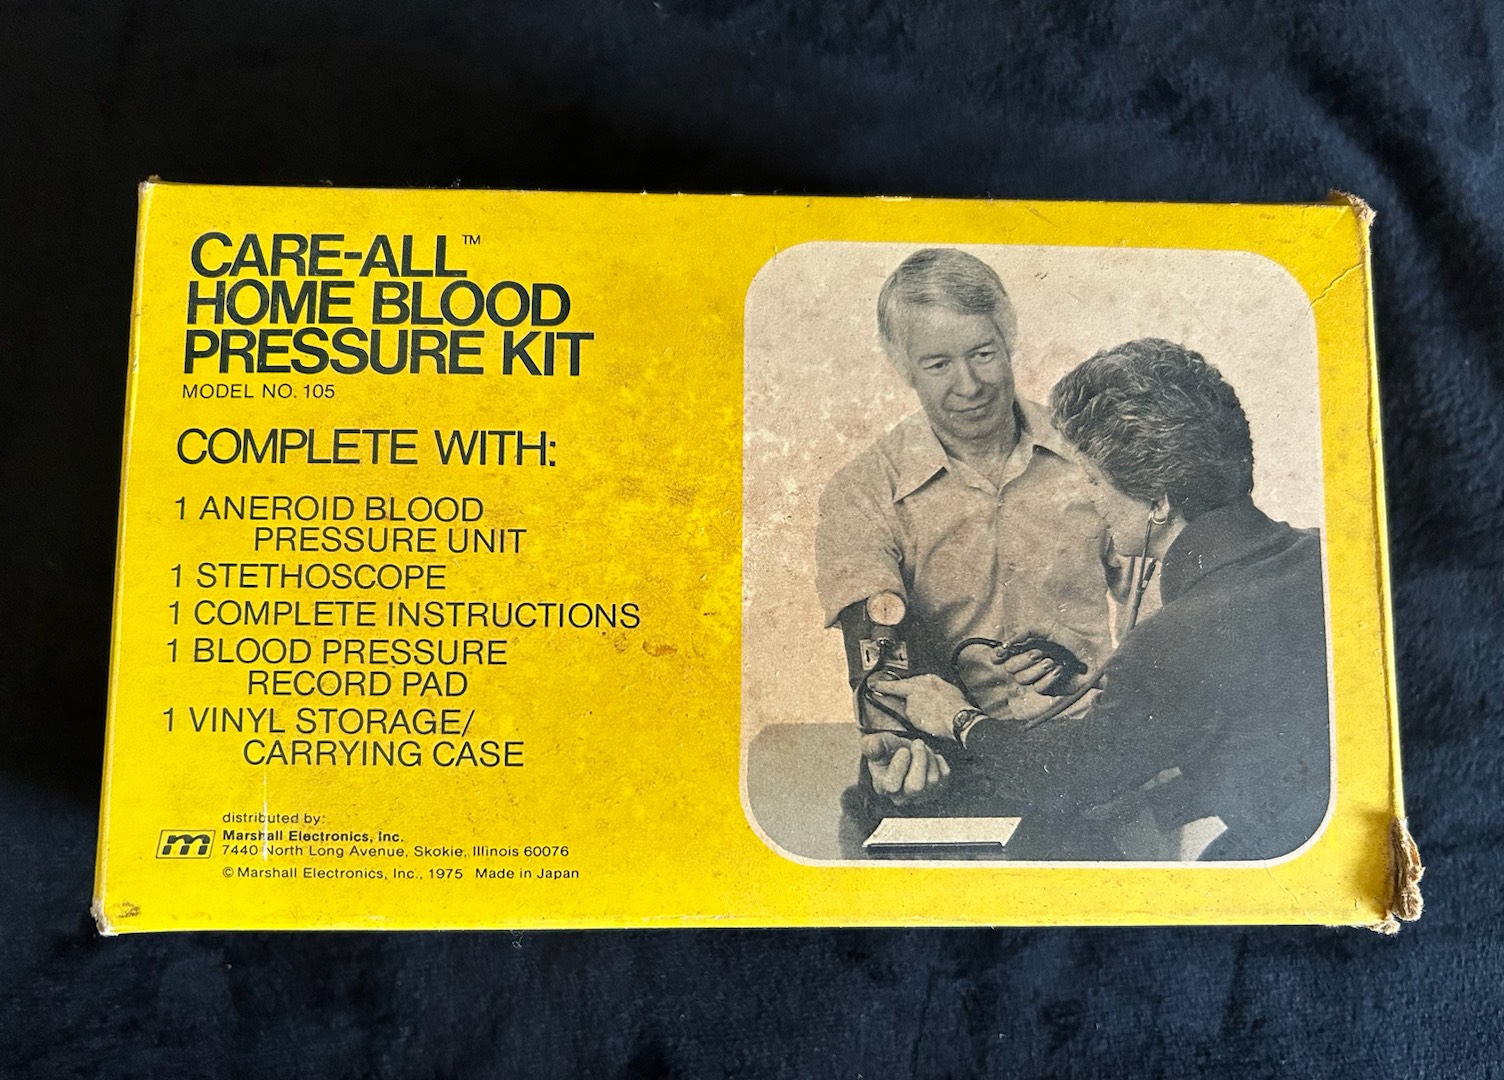 CARE-ALL™
HOME BLOOD
PRESSURE KIT
MODEL NO. 105
COMPLETE WITH:
1 ANEROID BLOOD
PRESSURE UNIT
1 STETHOSCOPE
1 COMPLETE INSTRUCTIONS
1 BLOOD PRESSURE
RECORD PAD
1 VINYL STORAGE/
CARRYING CASE
distributed by:
m Marshall Electronics, Inc.
7440 North Long Avenue, Skokie, Illinois 60076
© Marshall Electronics, Inc., 1975 Made in Japan